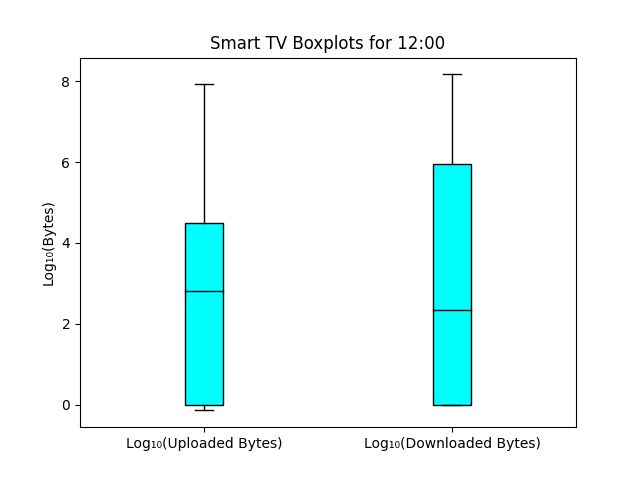 Smart TV Boxplots for 12:00
8
6
4
2
0
Log₁₀(Bytes)
Log₁₀(Uploaded Bytes)
Log₁₀(Downloaded Bytes)